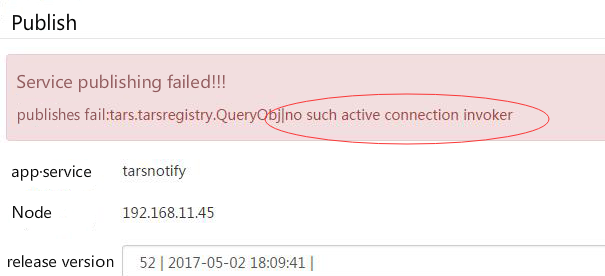 Publish
Service publishing failed!!!
publishes fail:tars.tarsregistry.QueryObj|no such active connection invoker
app·service tarsnotify
Node 192.168.11.45
release version 52 | 2017-05-02 18:09:41 |